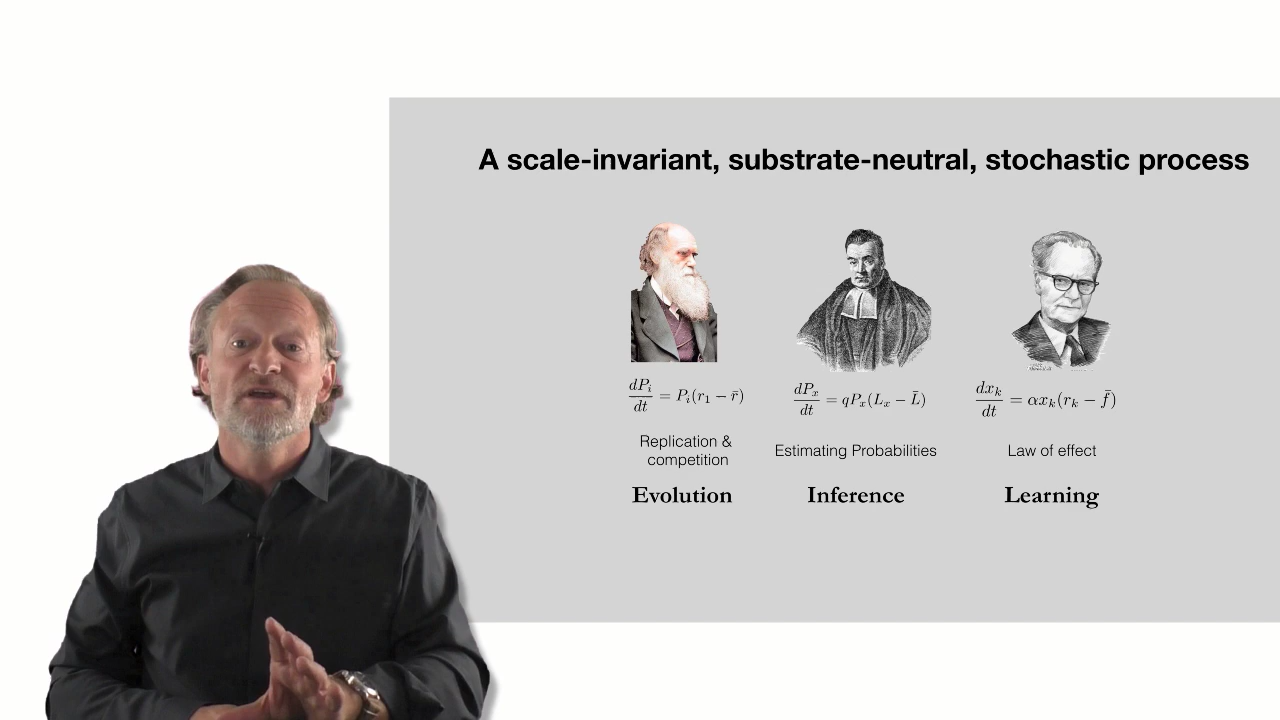 A scale-invariant, substrate-neutral, stochastic process
dP_i/dt = P_i(r_1 − r̄)
dP_x/dt = qP_x(L_x − L̄)
dx_k/dt = αx_k(r_k − f̄)
Replication &
competition
Estimating Probabilities
Law of effect
Evolution
Inference
Learning